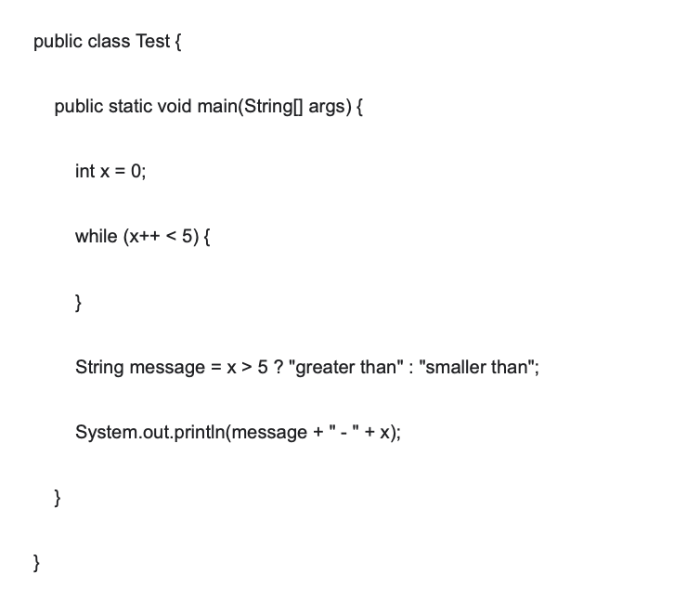 public class Test {
public static void main(String[] args) {
int x = 0;
while (x++ < 5) {
}
String message = x > 5 ? "greater than" : "smaller than";
System.out.println(message + " - " + x);
}
}